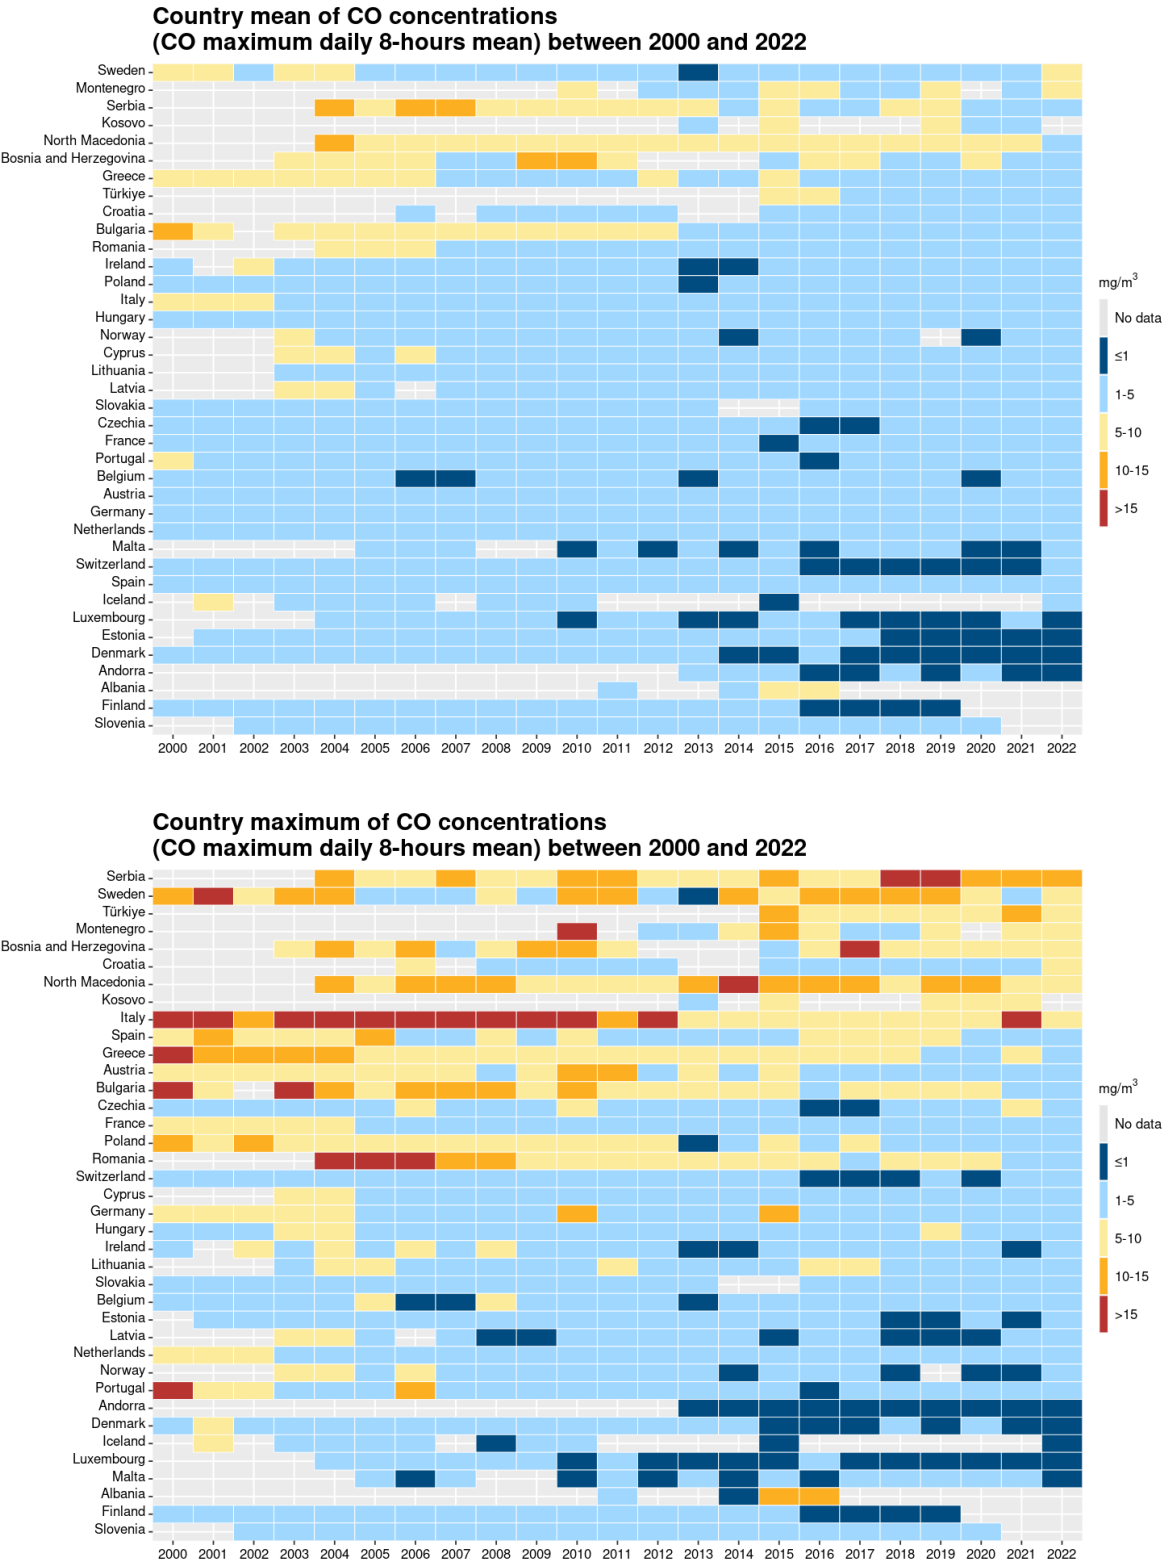 Country mean of CO concentrations
(CO maximum daily 8-hours mean) between 2000 and 2022
Sweden
Montenegro
Serbia
Kosovo
North Macedonia
Bosnia and Herzegovina
Greece
Türkiye
Croatia
Bulgaria
Romania
Ireland
Poland
Italy
Hungary
Norway
Cyprus
Lithuania
Latvia
Slovakia
Czechia
France
Portugal
Belgium
Austria
Germany
Netherlands
Malta
Switzerland
Spain
Iceland
Luxembourg
Estonia
Denmark
Andorra
Albania
Finland
Slovenia
2000 2001 2002 2003 2004 2005 2006 2007 2008 2009 2010 2011 2012 2013 2014 2015 2016 2017 2018 2019 2020 2021 2022
mg/m³
No data
≤1
1-5
5-10
10-15
>15
Country maximum of CO concentrations
(CO maximum daily 8-hours mean) between 2000 and 2022
Serbia
Sweden
Türkiye
Montenegro
Bosnia and Herzegovina
Croatia
North Macedonia
Kosovo
Italy
Spain
Greece
Austria
Bulgaria
Czechia
France
Poland
Romania
Switzerland
Cyprus
Germany
Hungary
Ireland
Lithuania
Slovakia
Belgium
Estonia
Latvia
Netherlands
Norway
Portugal
Andorra
Denmark
Iceland
Luxembourg
Malta
Albania
Finland
Slovenia
2000 2001 2002 2003 2004 2005 2006 2007 2008 2009 2010 2011 2012 2013 2014 2015 2016 2017 2018 2019 2020 2021 2022
mg/m³
No data
≤1
1-5
5-10
10-15
>15